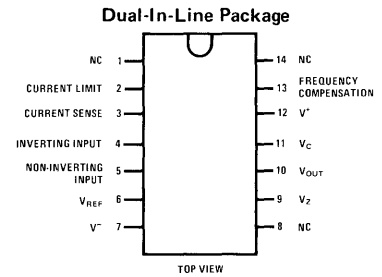 Dual-In-Line Package
NC 1 14 NC
CURRENT LIMIT 2 13 FREQUENCY
COMPENSATION
CURRENT SENSE 3 12 V+
INVERTING INPUT 4 11 VC
NON-INVERTING
INPUT 5 10 VOUT
VREF 6 9 VZ
V− 7 8 NC
TOP VIEW